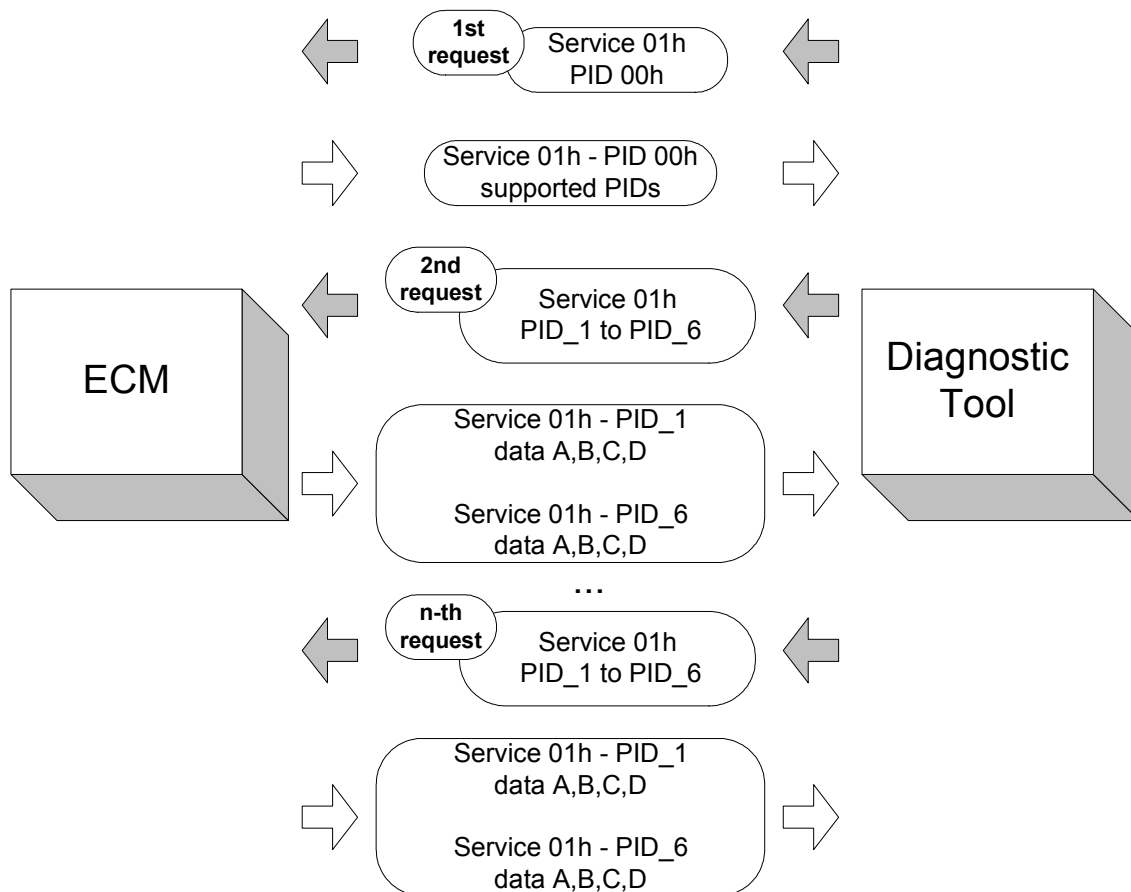 1st
request
Service 01h
PID 00h
Service 01h - PID 00h
supported PIDs
2nd
request
Service 01h
PID_1 to PID_6
ECM
Diagnostic
Tool
Service 01h - PID_1
data A,B,C,D
Service 01h - PID_6
data A,B,C,D
...
n-th
request
Service 01h
PID_1 to PID_6
Service 01h - PID_1
data A,B,C,D
Service 01h - PID_6
data A,B,C,D